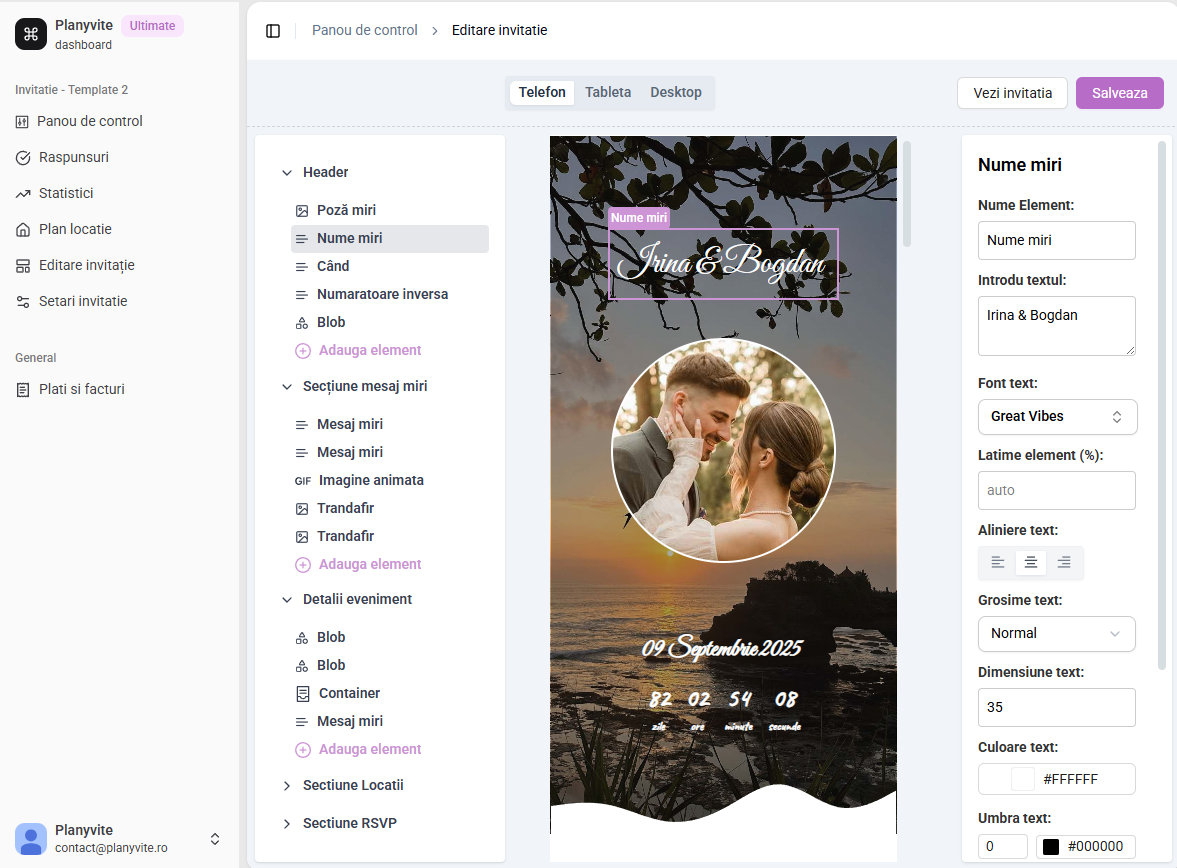 Planyvite Ultimate
dashboard
Invitatie - Template 2
Panou de control
Raspunsuri
Statistici
Plan locatie
Editare invitație
Setari invitatie
General
Plati si facturi
Planyvite
contact@planyvite.ro
Panou de control > Editare invitatie
Telefon Tableta Desktop
Vezi invitatia Salveaza
Header
Poză miri
Nume miri
Când
Numaratoare inversa
Blob
Adauga element
Secțiune mesaj miri
Mesaj miri
Mesaj miri
GIF Imagine animata
Trandafir
Trandafir
Adauga element
Detalii eveniment
Blob
Blob
Container
Mesaj miri
Adauga element
Sectiune Locatii
Sectiune RSVP
Nume miri
Irina & Bogdan
09 Septembrie 2025
82 02 54 08
zile ore minute secunde
Nume miri
Nume Element:
Nume miri
Introdu textul:
Irina & Bogdan
Font text:
Great Vibes
Latime element (%):
auto
Aliniere text:
Grosime text:
Normal
Dimensiune text:
35
Culoare text:
#FFFFFF
Umbra text:
0 #000000